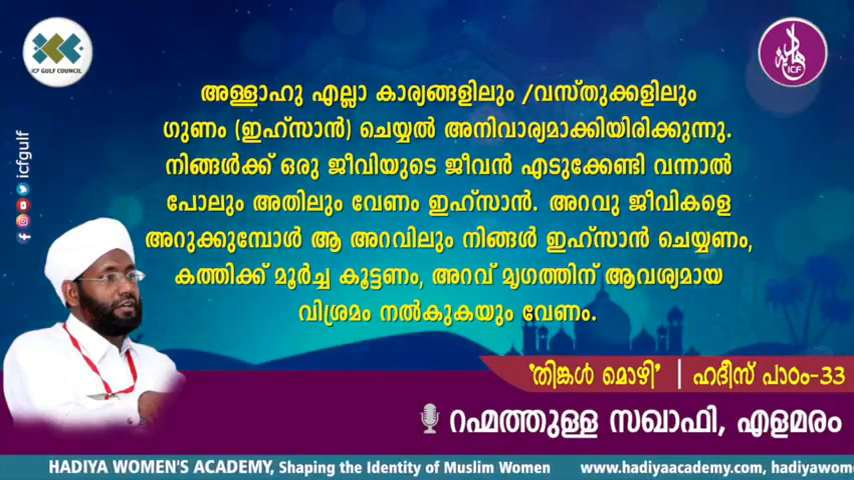 ICF GULF COUNCIL
ICF
icfgulf
അള്ളാഹു എല്ലാ കാര്യങ്ങളിലും /വസ്തുക്കളിലും
ഗുണം (ഇഹ്സാൻ) ചെയ്യൽ അനിവാര്യമാക്കിയിരിക്കുന്നു.
നിങ്ങൾക്ക് ഒരു ജീവിയുടെ ജീവൻ എടുക്കേണ്ടി വന്നാൽ
പോലും അതിലും വേണം ഇഹ്സാൻ. അറവു ജീവികളെ
അറുക്കുമ്പോൾ ആ അറവിലും നിങ്ങൾ ഇഹ്സാൻ ചെയ്യണം,
കത്തിക്ക് മൂർച്ച കൂട്ടണം, അറവ് മൃഗത്തിന് ആവശ്യമായ
വിശ്രമം നൽകുകയും വേണം.
'തിങ്കൾ മൊഴി' | ഹദീസ് പാഠം-33
റഹ്മത്തുള്ള സഖാഫി, എളമരം
HADIYA WOMEN'S ACADEMY, Shaping the Identity of Muslim Women www.hadiyaacademy.com, hadiyawome